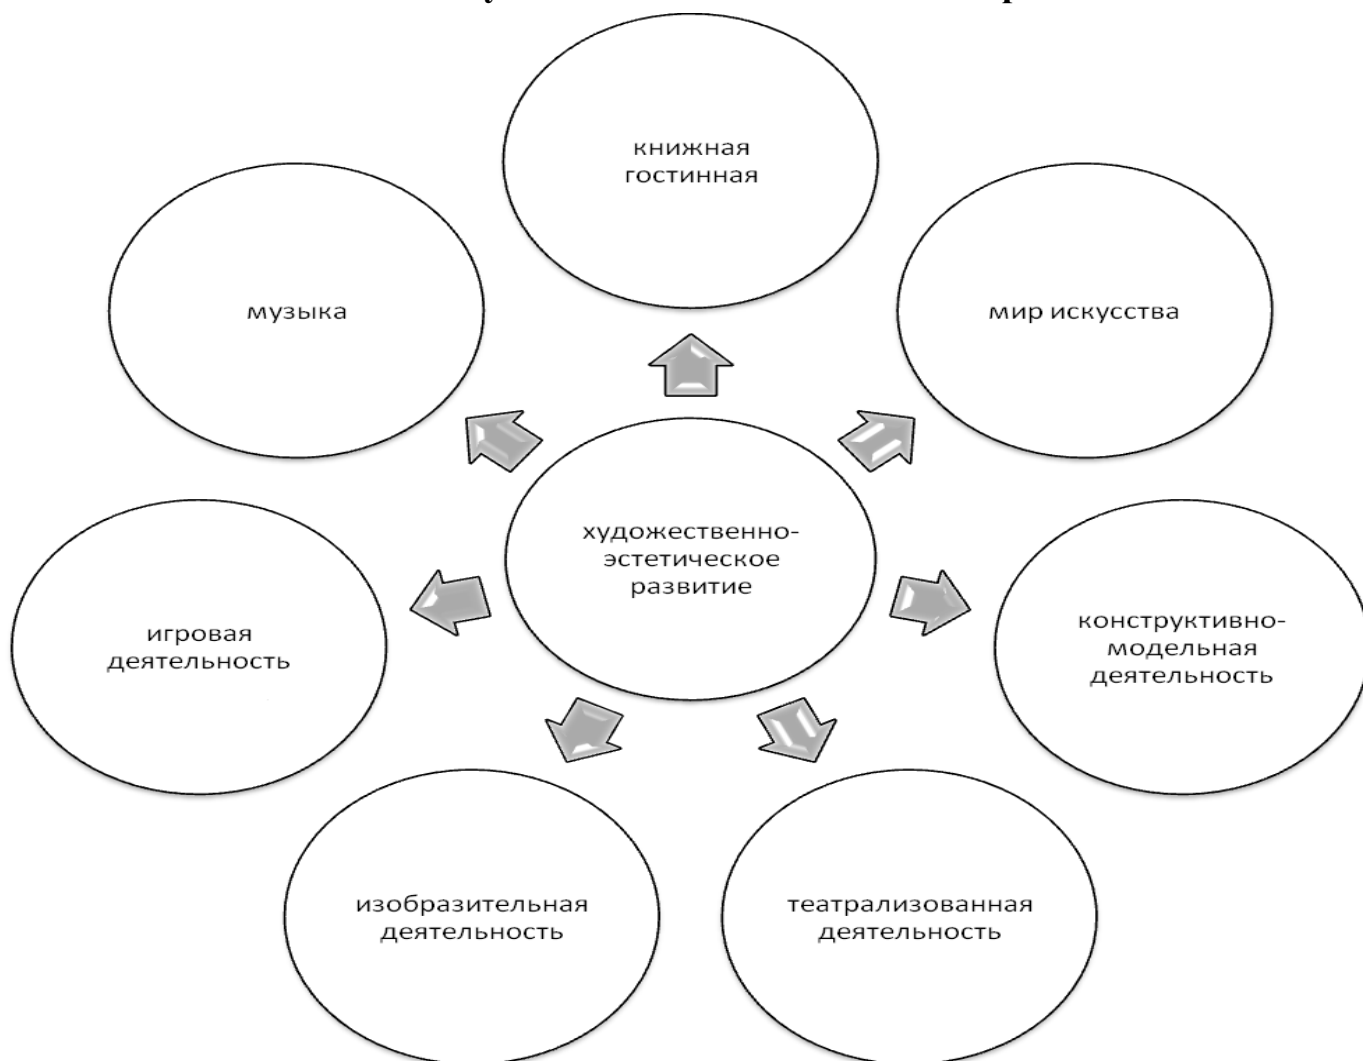 книжная
гостинная
музыка
мир искусства
художественно-
эстетическое
развитие
игровая
деятельность
конструктивно-
модельная
деятельность
изобразительная
деятельность
театрализованная
деятельность